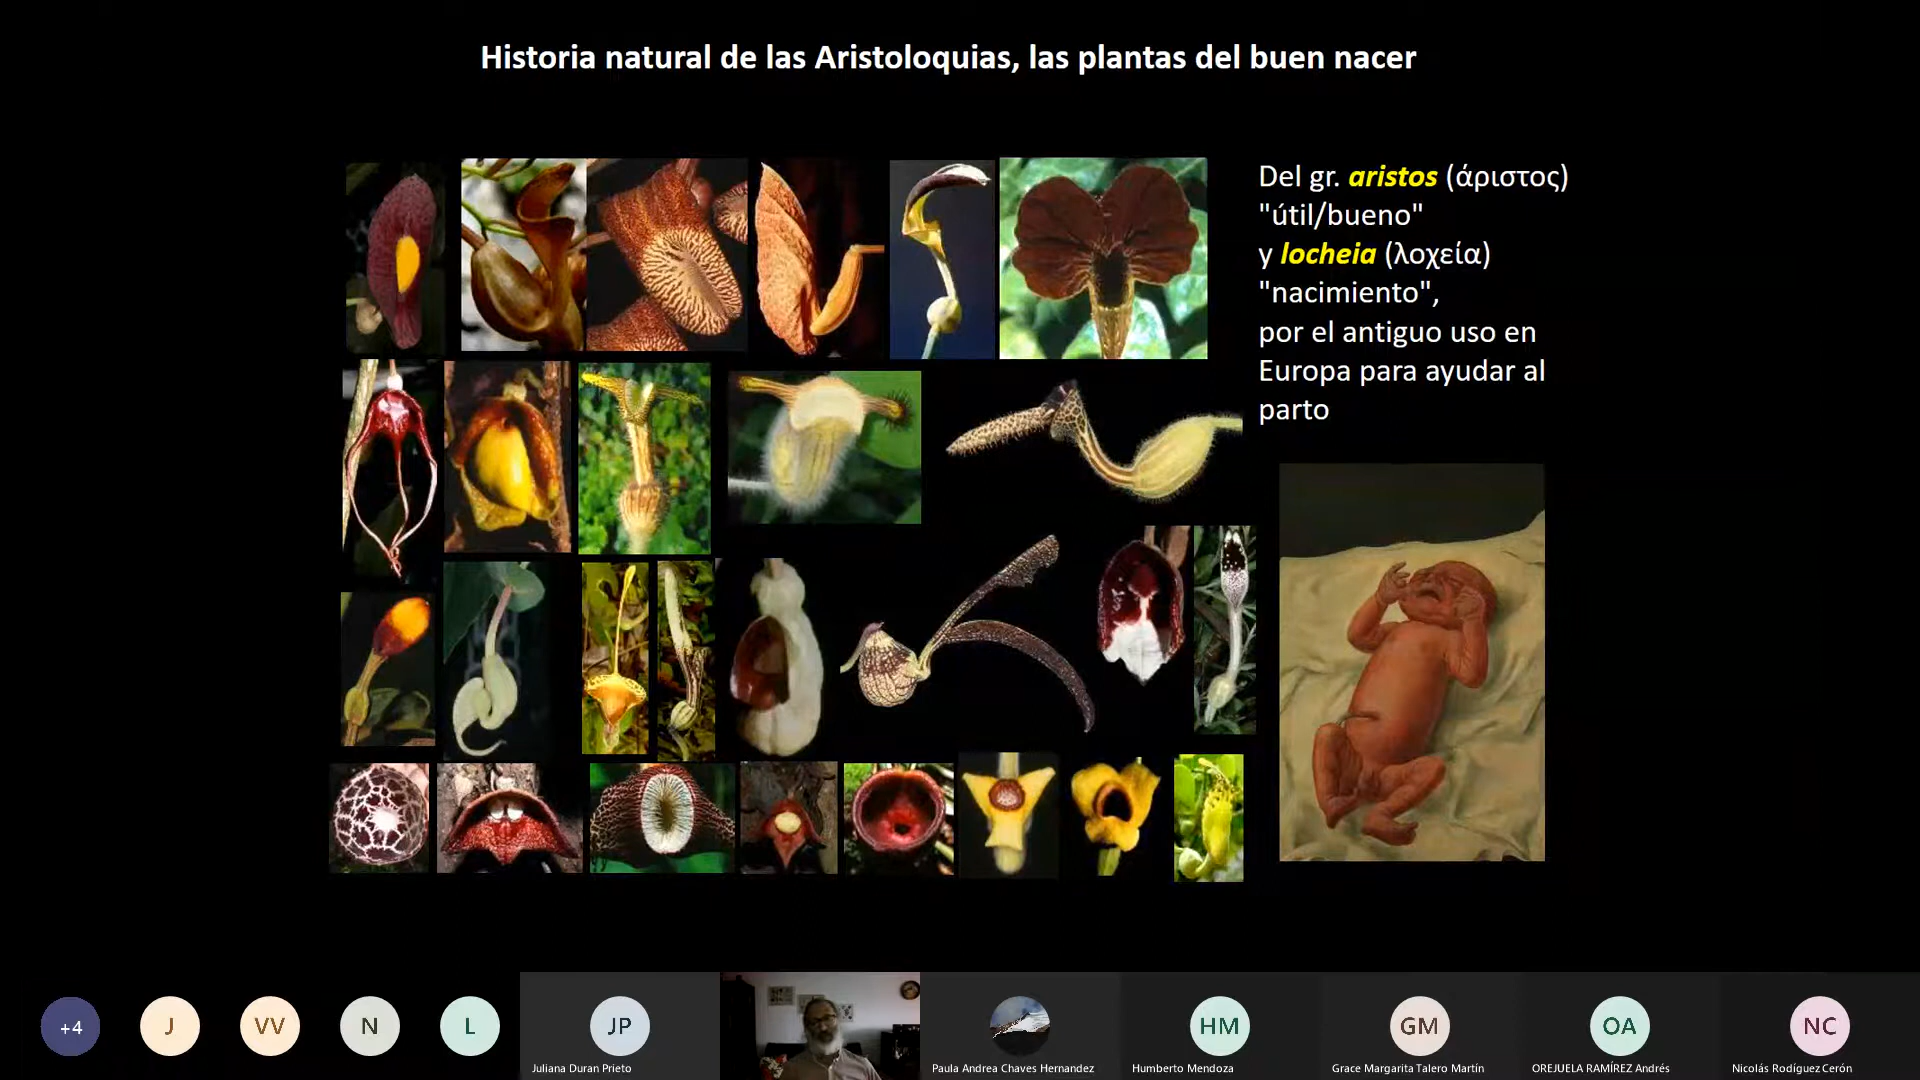 Historia natural de las Aristoloquias, las plantas del buen nacer
Del gr. aristos (άριστος)
"útil/bueno"
y locheia (λοχεία)
"nacimiento",
por el antiguo uso en
Europa para ayudar al
parto
+4
J
VV
N
L
JP
Juliana Duran Prieto
Paula Andrea Chaves Hernandez
HM
Humberto Mendoza
GM
Grace Margarita Talero Martín
OA
OREJUELA RAMÍREZ Andrés
NC
Nicolás Rodíguez Cerón